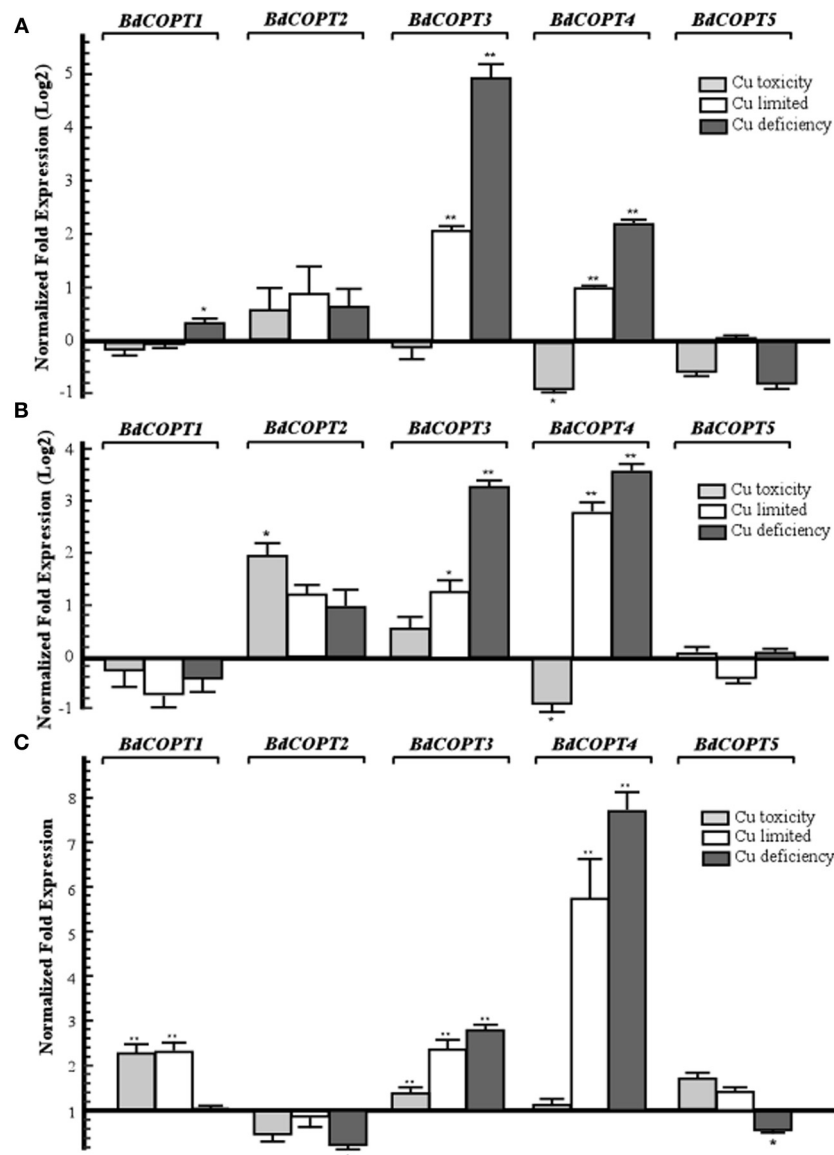 A
BdCOPT1 BdCOPT2 BdCOPT3 BdCOPT4 BdCOPT5
Normalized Fold Expression (Log2)
5
4
3
2
1
0
-1
Cu toxicity
Cu limited
Cu deficiency
*
**
**
**
**
*
B
BdCOPT1 BdCOPT2 BdCOPT3 BdCOPT4 BdCOPT5
Normalized Fold Expression (Log2)
4
3
2
1
0
-1
Cu toxicity
Cu limited
Cu deficiency
*
*
**
**
**
*
C
BdCOPT1 BdCOPT2 BdCOPT3 BdCOPT4 BdCOPT5
Normalized Fold Expression
8
7
6
5
4
3
2
1
Cu toxicity
Cu limited
Cu deficiency
**
**
**
**
**
**
**
*